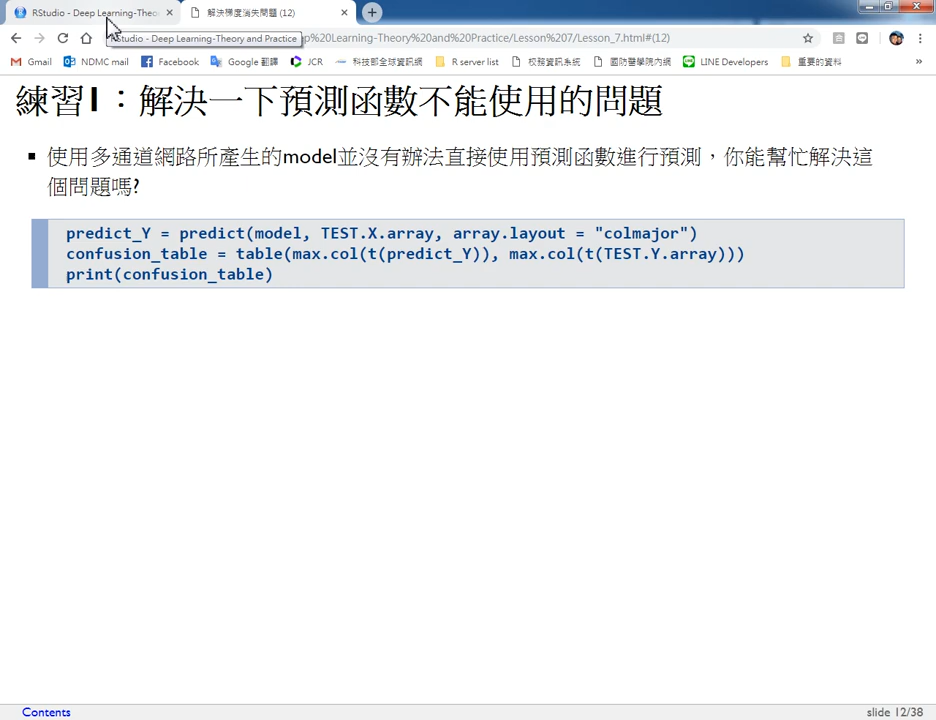 RStudio - Deep Learning-Theo
解決梯度消失問題 (12)
RStudio - Deep Learning-Theory and Practice
p%20Learning-Theory%20and%20Practice/Lesson%207/Lesson_7.html#(12)
Gmail
NDMC mail
Facebook
Google 翻譯
JCR
科技部全球資訊網
R server list
校務資訊系統
國防醫學院內網
LINE Developers
重要的資料
»
練習1：解決一下預測函數不能使用的問題
使用多通道網路所產生的model並沒有辦法直接使用預測函數進行預測，你能幫忙解決這
個問題嗎?
predict_Y = predict(model, TEST.X.array, array.layout = "colmajor")
confusion_table = table(max.col(t(predict_Y)), max.col(t(TEST.Y.array)))
print(confusion_table)
Contents
slide 12/38